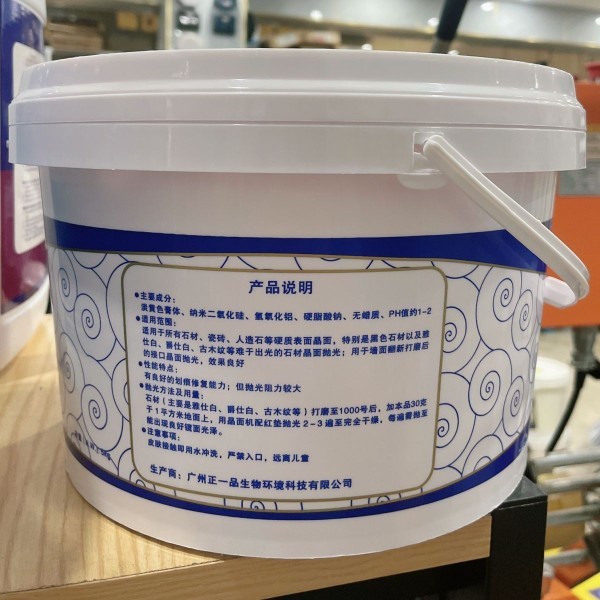 产品说明
●主要成分：
淡黄色膏体、纳米二氧化硅、氢氧化铝、硬脂酸钠、无蜡质、PH值约1-2
●适用范围：
适用于所有石材、瓷砖、人造石等硬质表面晶面，特别是黑色石材以及雅
仕白、爵仕白、古木纹等难于出光的石材晶面抛光；用于墙面翻新打磨后
的接口晶面抛光，效果良好
●性能特点：
有良好的划痕修复能力；但抛光阻力较大
●抛光方法及用量：
石材（主要是雅仕白、爵仕白、古木纹等）打磨至1000号后，加本品30克
于1平方米地面上，用晶面机配红垫抛光2-3遍至完全干燥，每遍需抛至
能出现良好镜面光泽。
●注意事项：
皮肤接触即用水冲洗，严禁入口，远离儿童
生产商：广州正一品生物环境科技有限公司